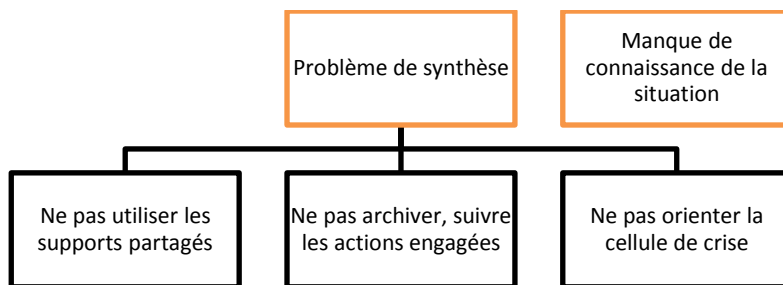 Problème de synthèse
Manque de
connaissance de la
situation
Ne pas utiliser les
supports partagés
Ne pas archiver, suivre
les actions engagées
Ne pas orienter la
cellule de crise